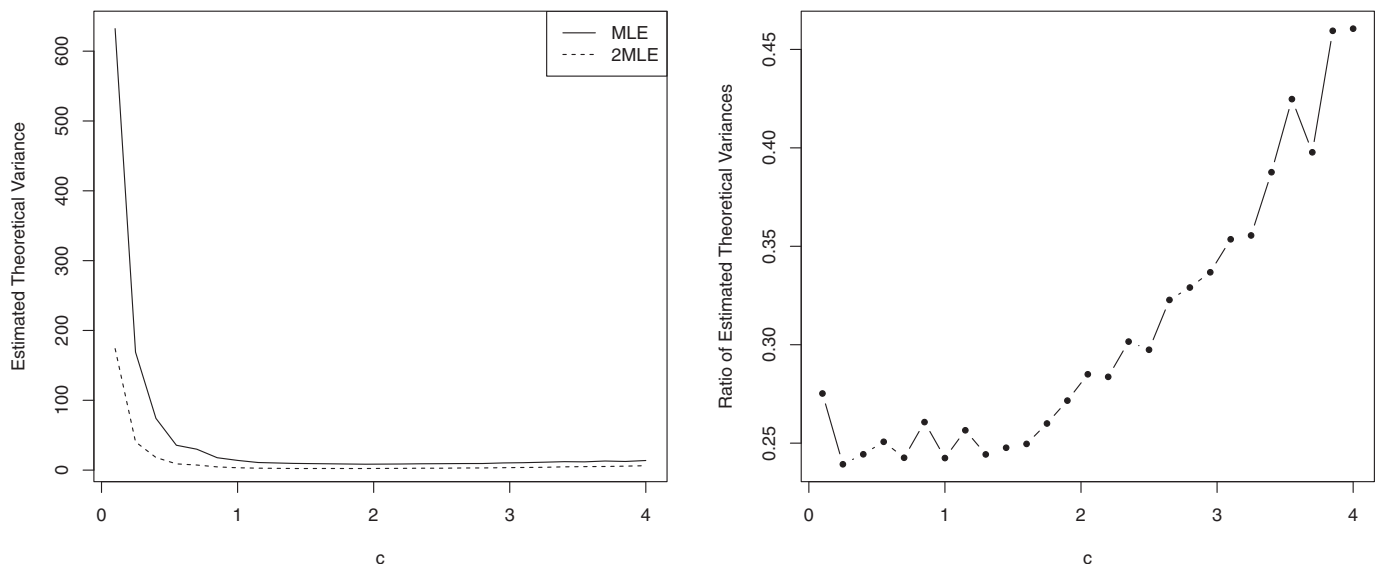 MLE
2MLE
Estimated Theoretical Variance
600
500
400
300
200
100
0
0 1 2 3 4
c
Ratio of Estimated Theoretical Variances
0.45
0.40
0.35
0.30
0.25
0 1 2 3 4
c